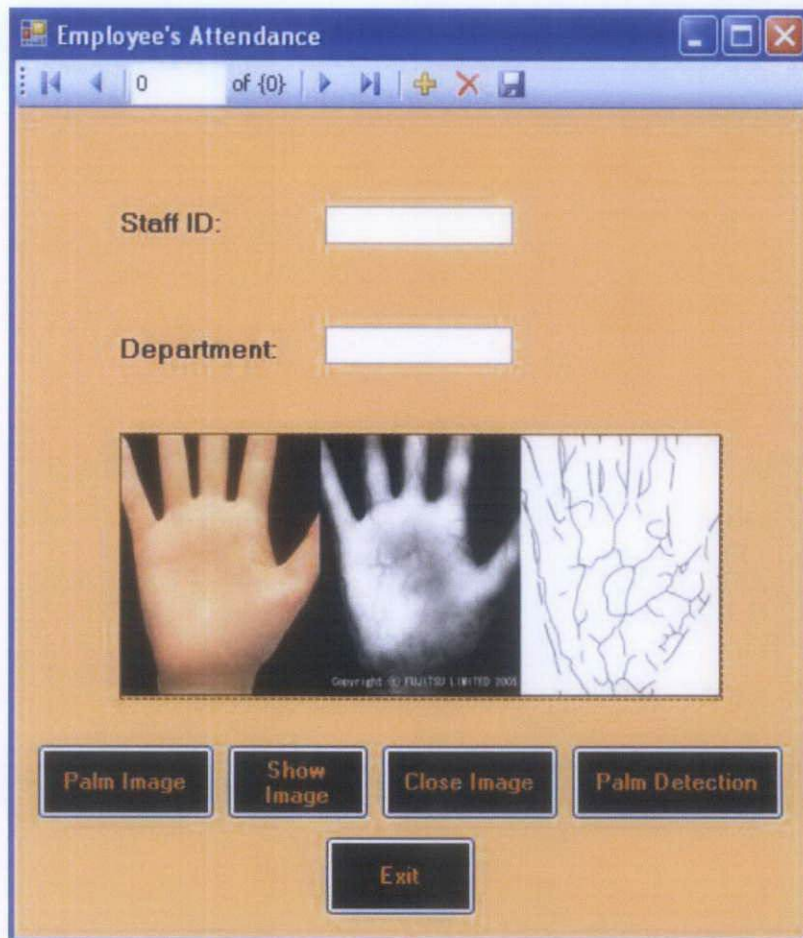 Employee's Attendance
0 of {0}
Staff ID:
Department:
Copyright © FUJITSU LIMITED 2005
Palm Image Show Image Close Image Palm Detection
Exit